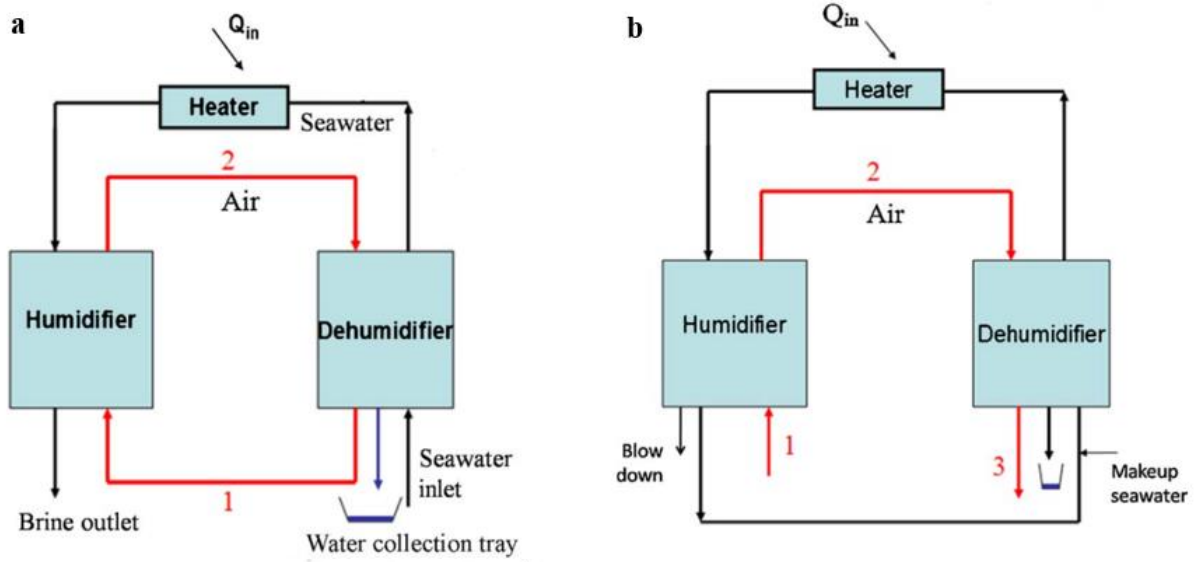 a
Qin
Heater
Seawater
2
Air
Humidifier
Dehumidifier
1
Brine outlet
Seawater
inlet
Water collection tray
b
Qin
Heater
2
Air
Humidifier
Dehumidifier
Blow
down
1
3
Makeup
seawater